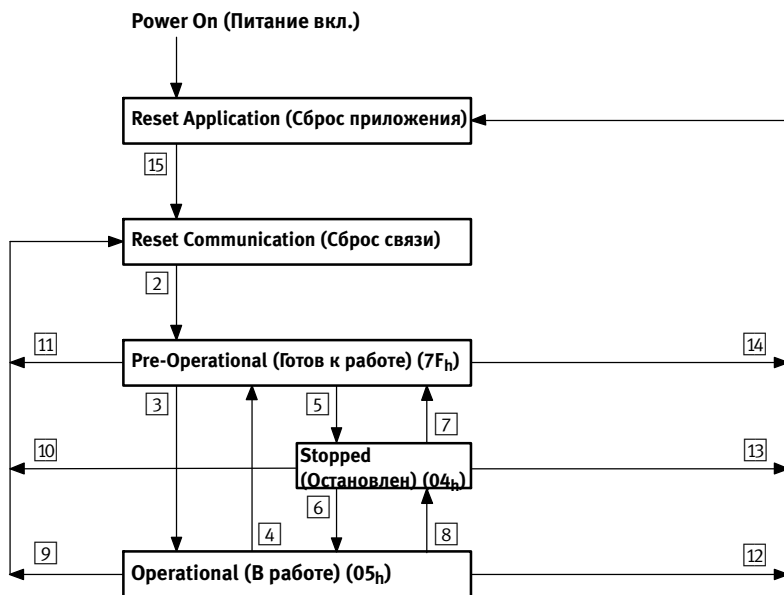 Power On (Питание вкл.)
Reset Application (Сброс приложения)
15
Reset Communication (Сброс связи)
2
11
Pre-Operational (Готов к работе) (7Fh)
14
3
5
7
10
Stopped
(Остановлен) (04h)
13
6
4
8
9
Operational (В работе) (05h)
12